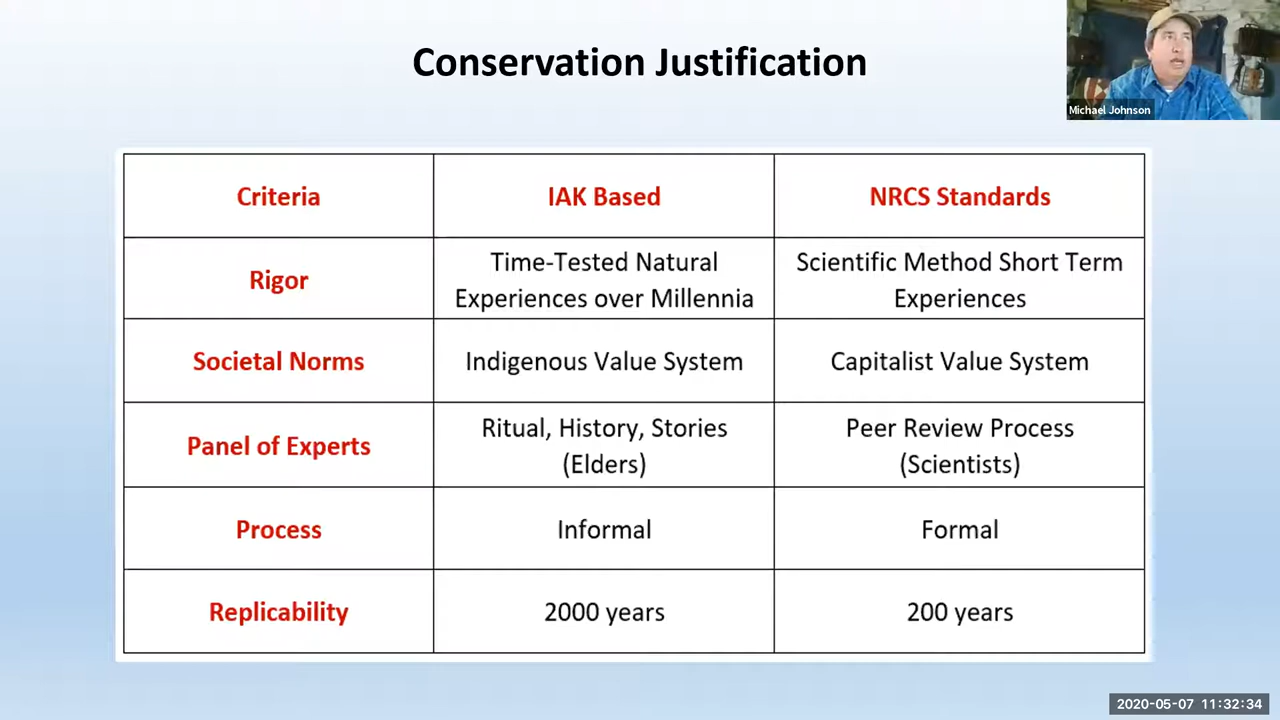 Conservation Justification
Michael Johnson
Criteria
IAK Based
NRCS Standards
Rigor
Time-Tested Natural
Experiences over Millennia
Scientific Method Short Term
Experiences
Societal Norms
Indigenous Value System
Capitalist Value System
Panel of Experts
Ritual, History, Stories
(Elders)
Peer Review Process
(Scientists)
Process
Informal
Formal
Replicability
2000 years
200 years
2020-05-07 11:32:34